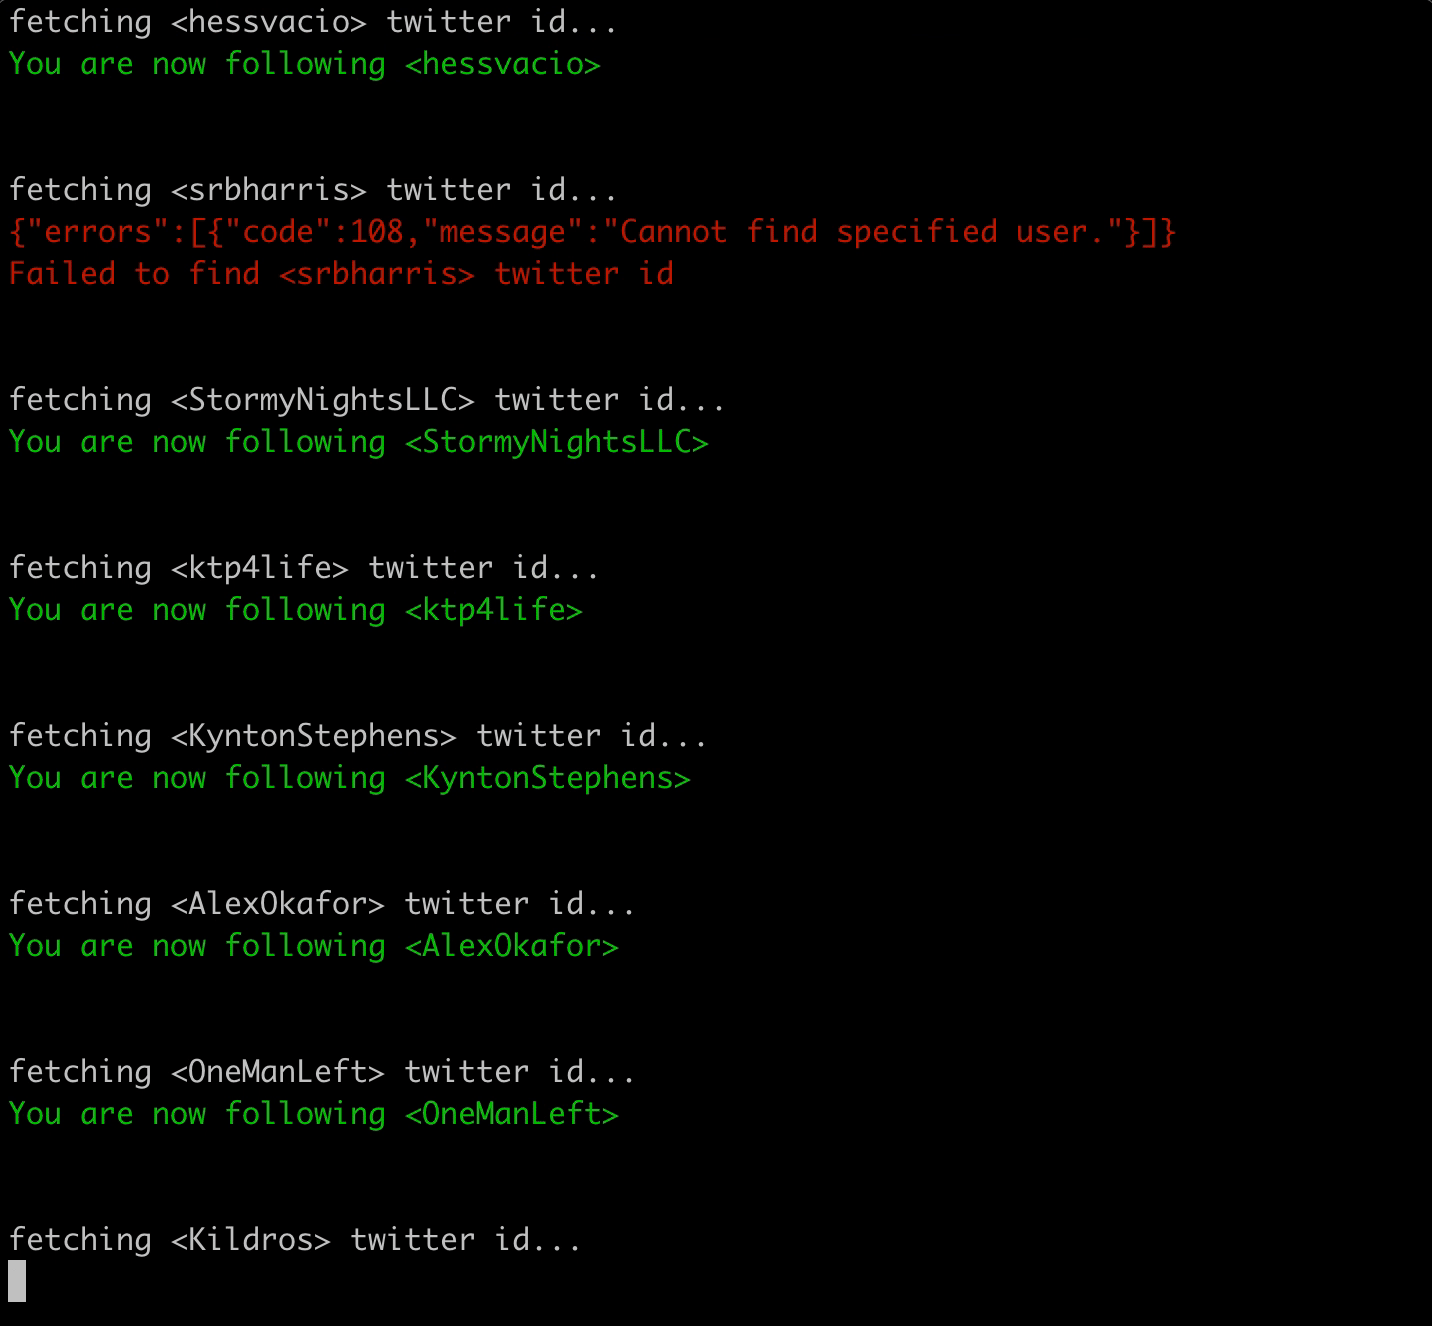 fetching <hessvacio> twitter id...
You are now following <hessvacio>
fetching <srbharris> twitter id...
{"errors":[{"code":108,"message":"Cannot find specified user."}]}
Failed to find <srbharris> twitter id
fetching <StormyNightsLLC> twitter id...
You are now following <StormyNightsLLC>
fetching <ktp4life> twitter id...
You are now following <ktp4life>
fetching <KyntonStephens> twitter id...
You are now following <KyntonStephens>
fetching <AlexOkafor> twitter id...
You are now following <AlexOkafor>
fetching <OneManLeft> twitter id...
You are now following <OneManLeft>
fetching <Kildros> twitter id...